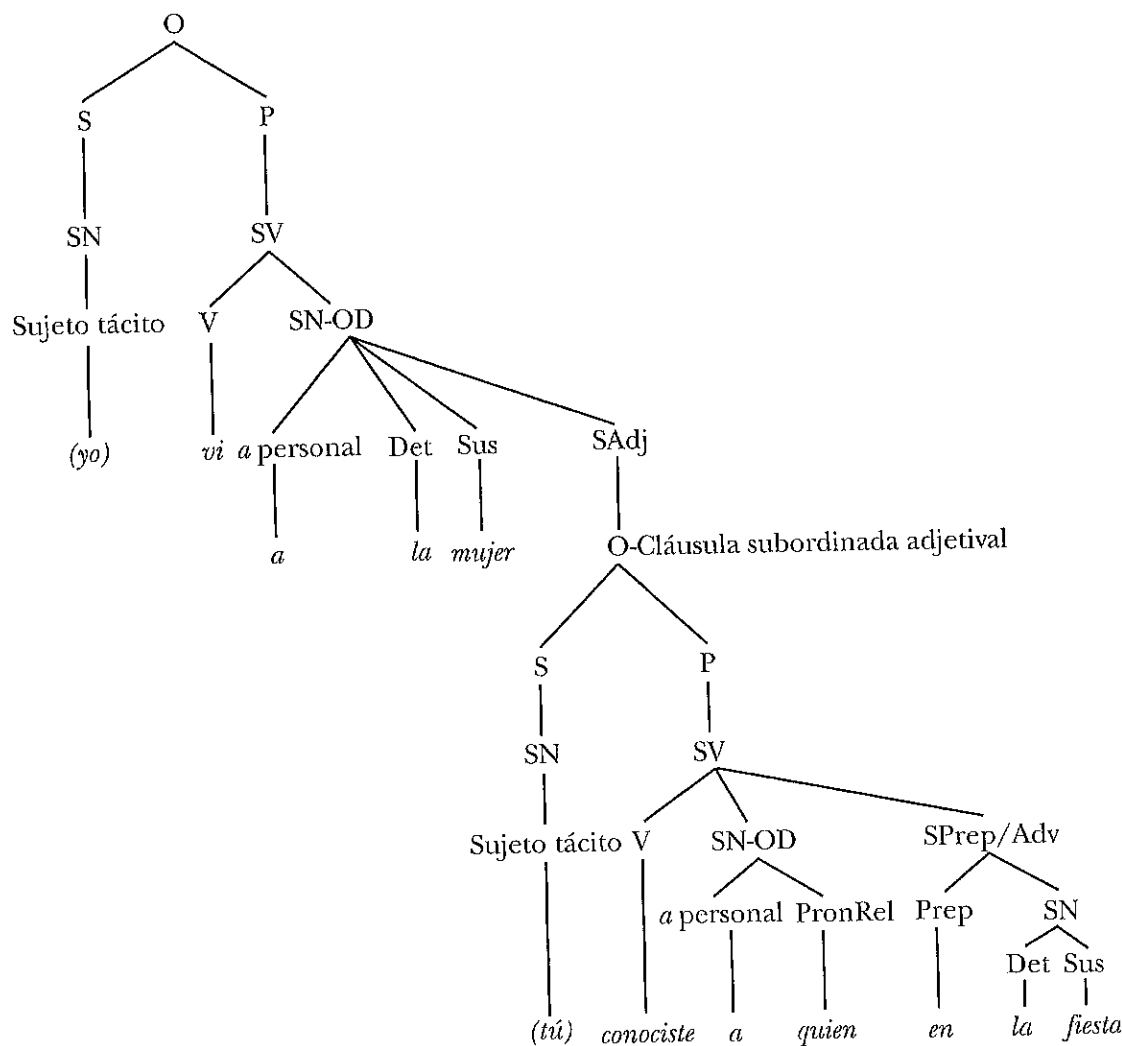 O
S P
SN SV
Sujeto tácito V SN-OD
(yo) vi a personal Det Sus SAdj
a la mujer
O-Cláusula subordinada adjetival
S P
SN SV
Sujeto tácito V SN-OD SPrep/Adv
a personal PronRel Prep SN
Det Sus
(tú) conociste a quien en la fiesta